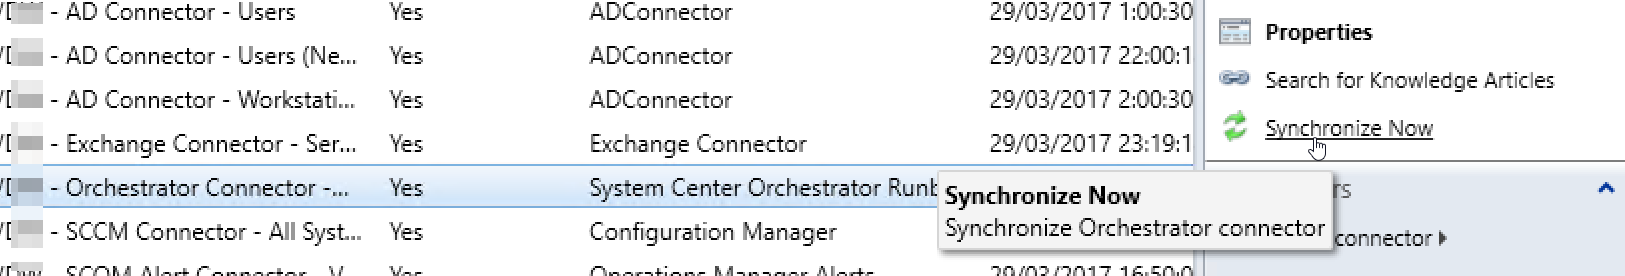 - AD Connector - Users Yes ADConnector 29/03/2017 1:00:30
- AD Connector - Users (Ne... Yes ADConnector 29/03/2017 22:00:1
- AD Connector - Workstati... Yes ADConnector 29/03/2017 2:00:30
- Exchange Connector - Ser... Yes Exchange Connector 29/03/2017 23:19:1
- Orchestrator Connector -... Yes System Center Orchestrator Runb
- SCCM Connector - All Syst... Yes Configuration Manager
- SCOM Alert Connector - V Yes Operations Manager Alerts 29/03/2017 16:50:0
Properties
Search for Knowledge Articles
Synchronize Now
Synchronize Now
Synchronize Orchestrator connector
rs
connector